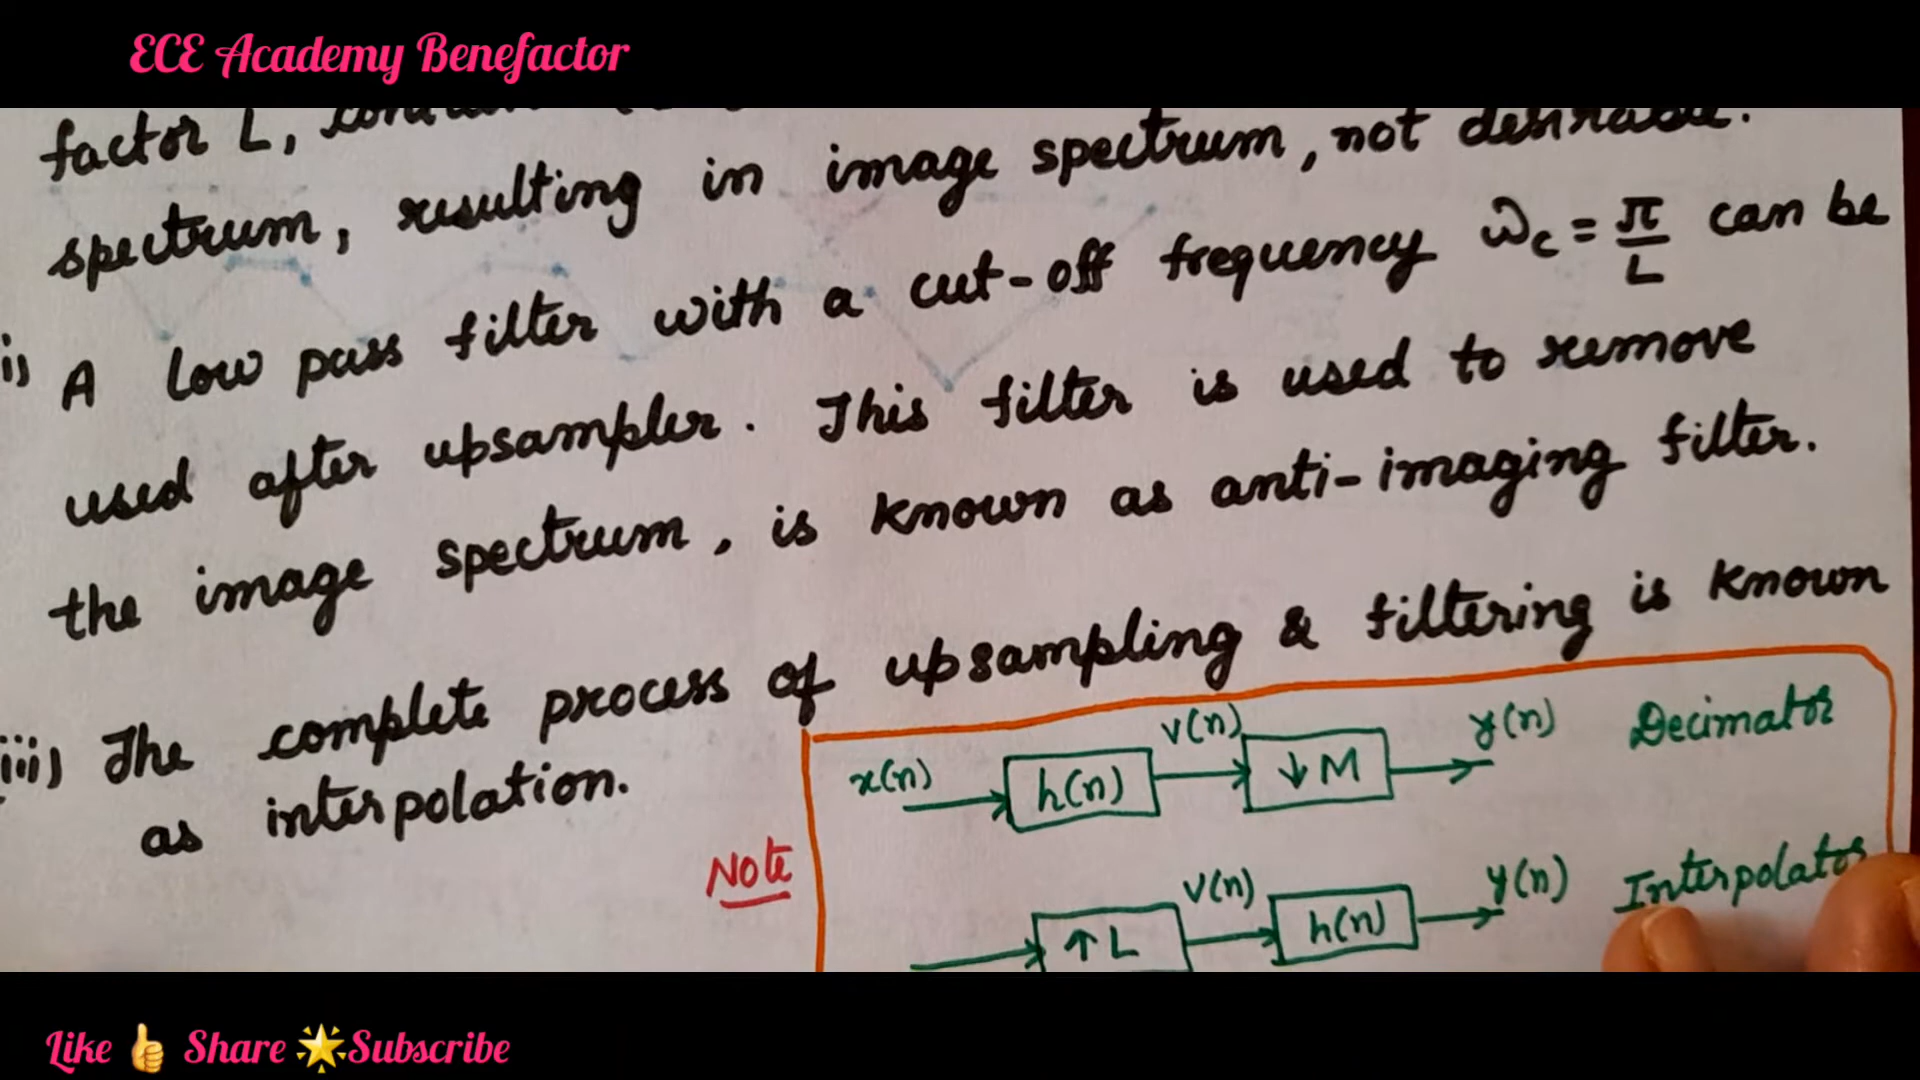 ECE Academy Benefactor
factor L,
spectrum, resulting in image spectrum, not desirable.
i) A low pass filter with a cut-off frequency ωc = π/L can be
used after upsampler. This filter is used to remove
the image spectrum, is known as anti-imaging filter.
iii) The complete process of upsampling & filtering is known
as interpolation.
Note
x(n) h(n) v(n) ↓M y(n) Decimator
↑L v(n) h(n) y(n) Interpolator
Like 👍 Share 🌟Subscribe